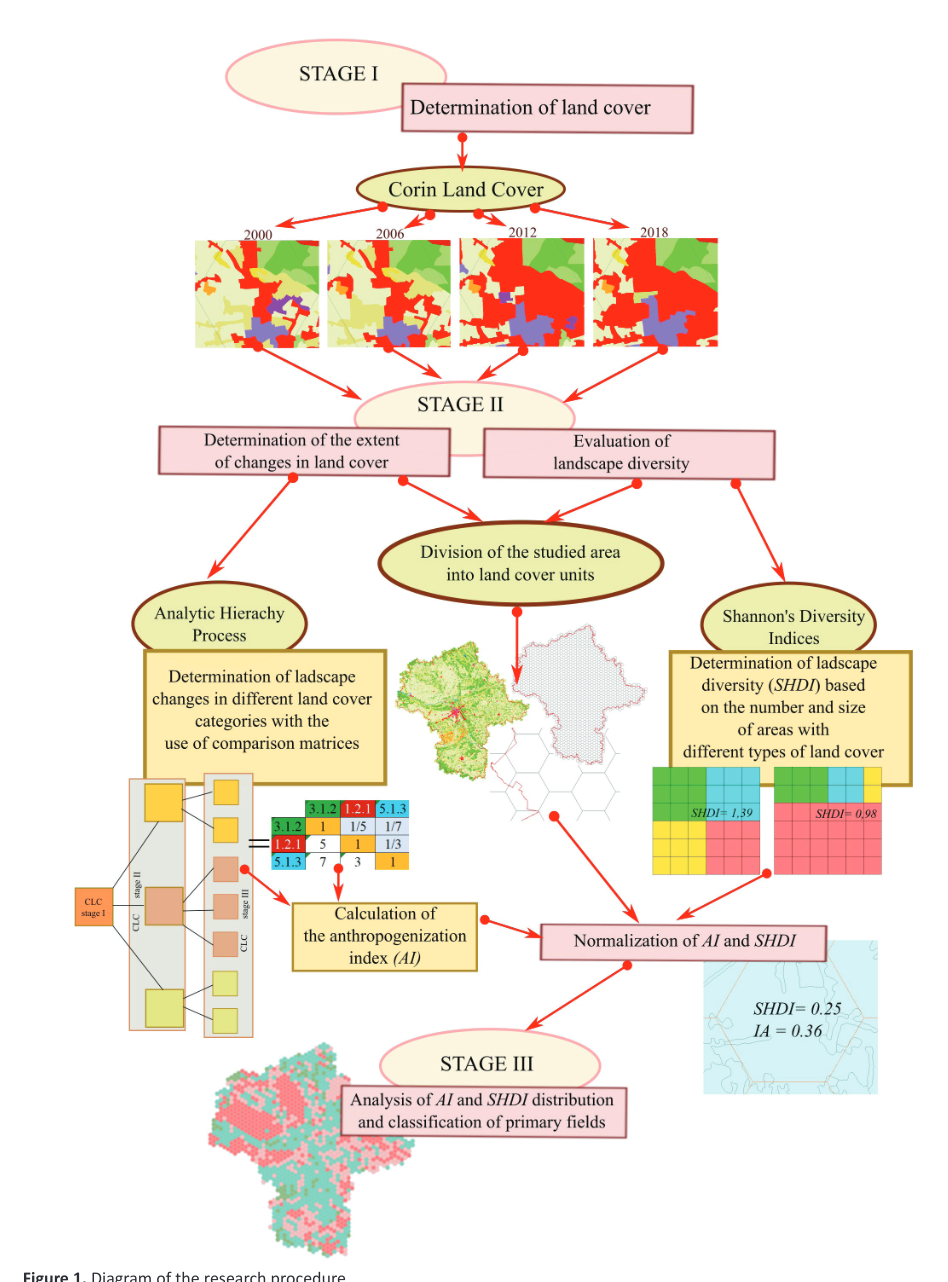 STAGE I
Determination of land cover
Corin Land Cover
2000
2006
2012
2018
STAGE II
Determination of the extent
of changes in land cover
Evaluation of
landscape diversity
Division of the studied area
into land cover units
Analytic Hierachy
Process
Shannon's Diversity
Indices
Determination of ladscape
changes in different land cover
categories with the
use of comparison matrices
Determination of ladscape
diversity (SHDI) based
on the number and size
of areas with
different types of land cover
SHDI= 1,39
SHDI= 0,98
CLC
stage I
CLC stage II
CLC stage III
=
3.1.2 1.2.1 5.1.3
3.1.2 1 1/5 1/7
1.2.1 5 1 1/3
5.1.3 7 3 1
Calculation of
the anthropogenization
index (AI)
Normalization of AI and SHDI
SHDI= 0.25
IA = 0.36
STAGE III
Analysis of AI and SHDI distribution
and classification of primary fields
Figure 1. Diagram of the research procedure